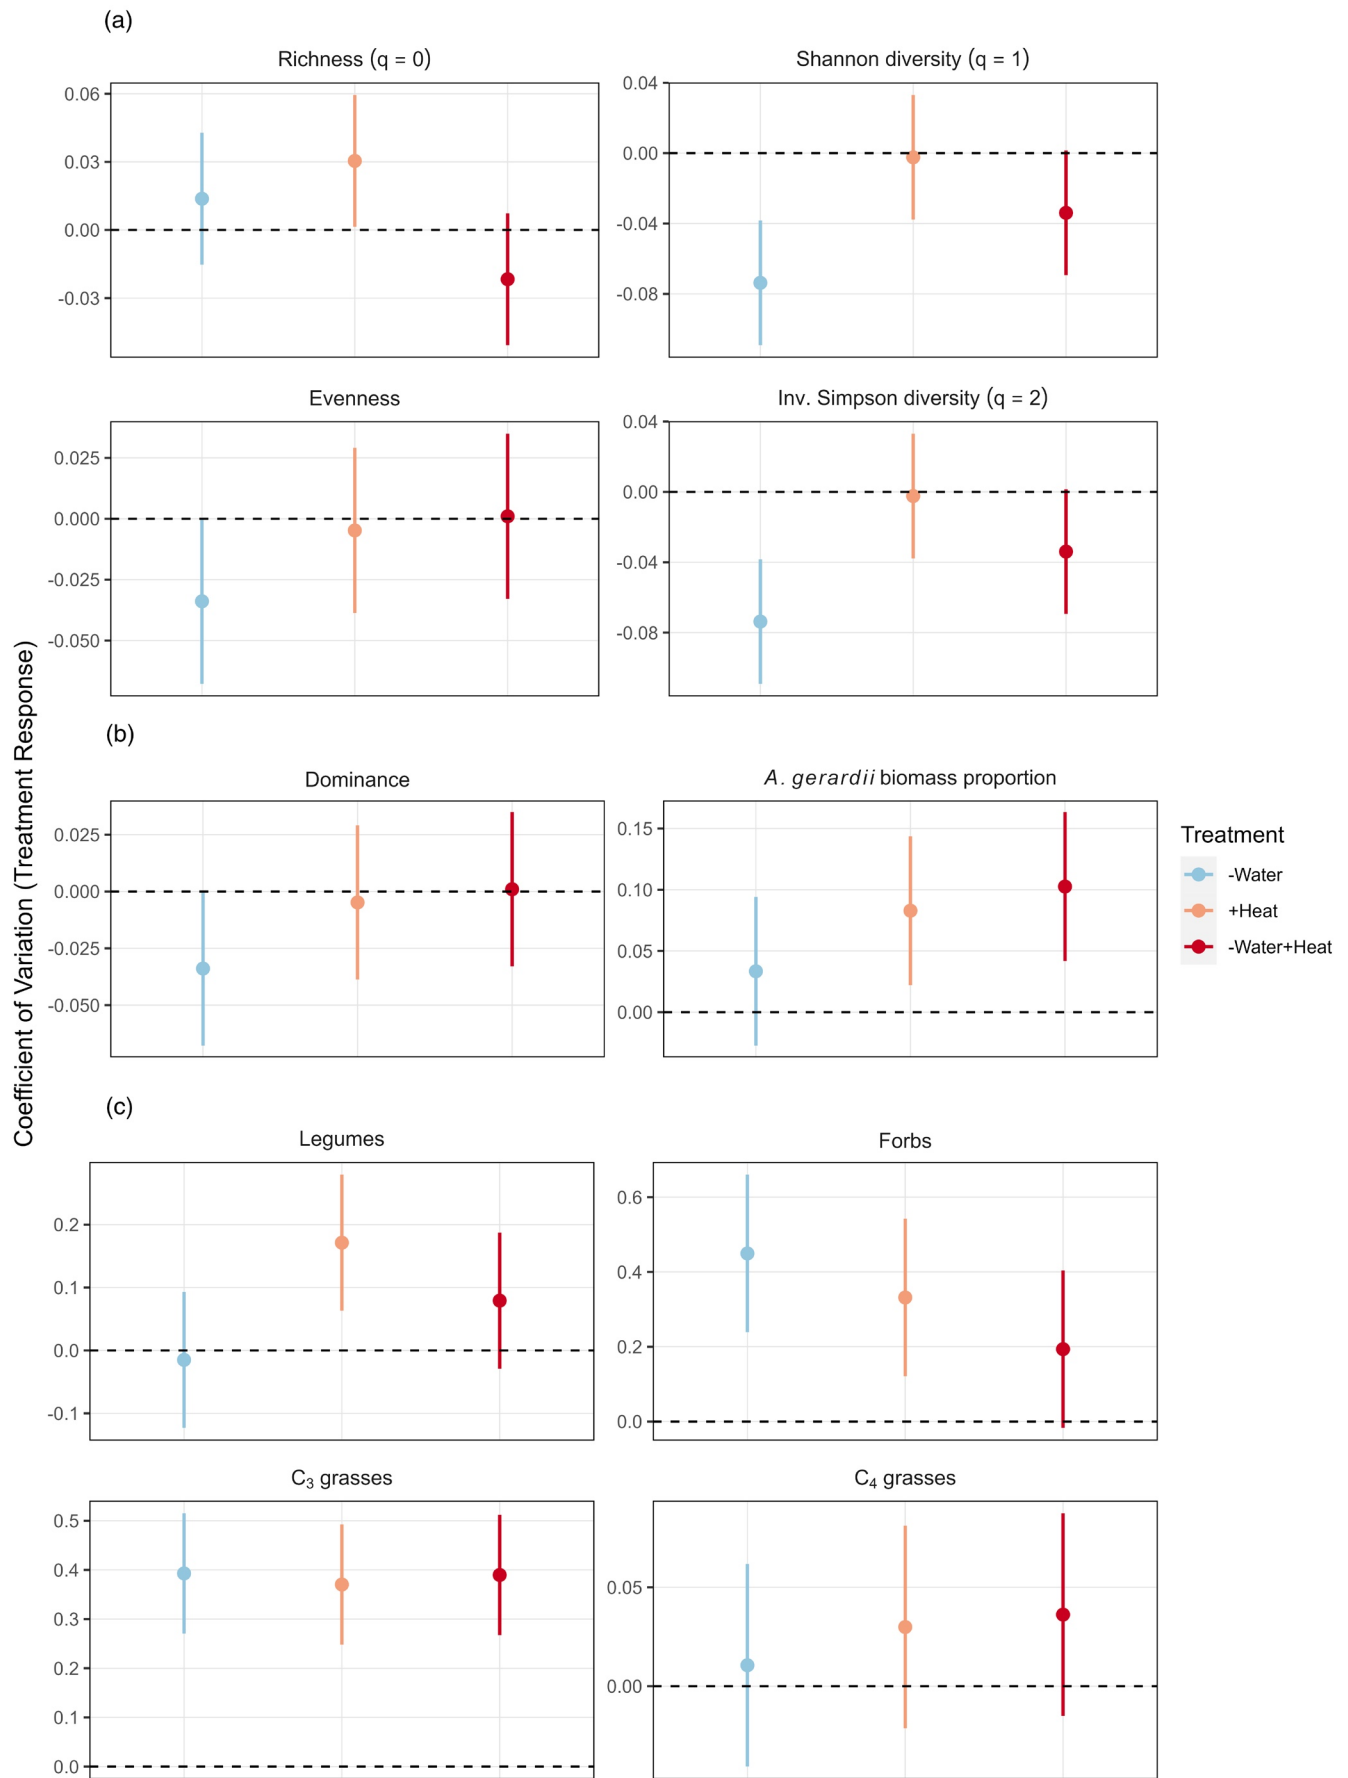 (a)
Richness (q = 0)
Shannon diversity (q = 1)
0.06
0.03
0.00
-0.03
0.04
0.00
-0.04
-0.08
Evenness
Inv. Simpson diversity (q = 2)
0.025
0.000
-0.025
-0.050
0.04
0.00
-0.04
-0.08
Coefficient of Variation (Treatment Response)
(b)
Dominance
A. gerardii biomass proportion
0.025
0.000
-0.025
-0.050
0.15
0.10
0.05
0.00
Treatment
-Water
+Heat
-Water+Heat
(c)
Legumes
Forbs
0.2
0.1
0.0
-0.1
0.6
0.4
0.2
0.0
C₃ grasses
C₄ grasses
0.5
0.4
0.3
0.2
0.1
0.0
0.05
0.00